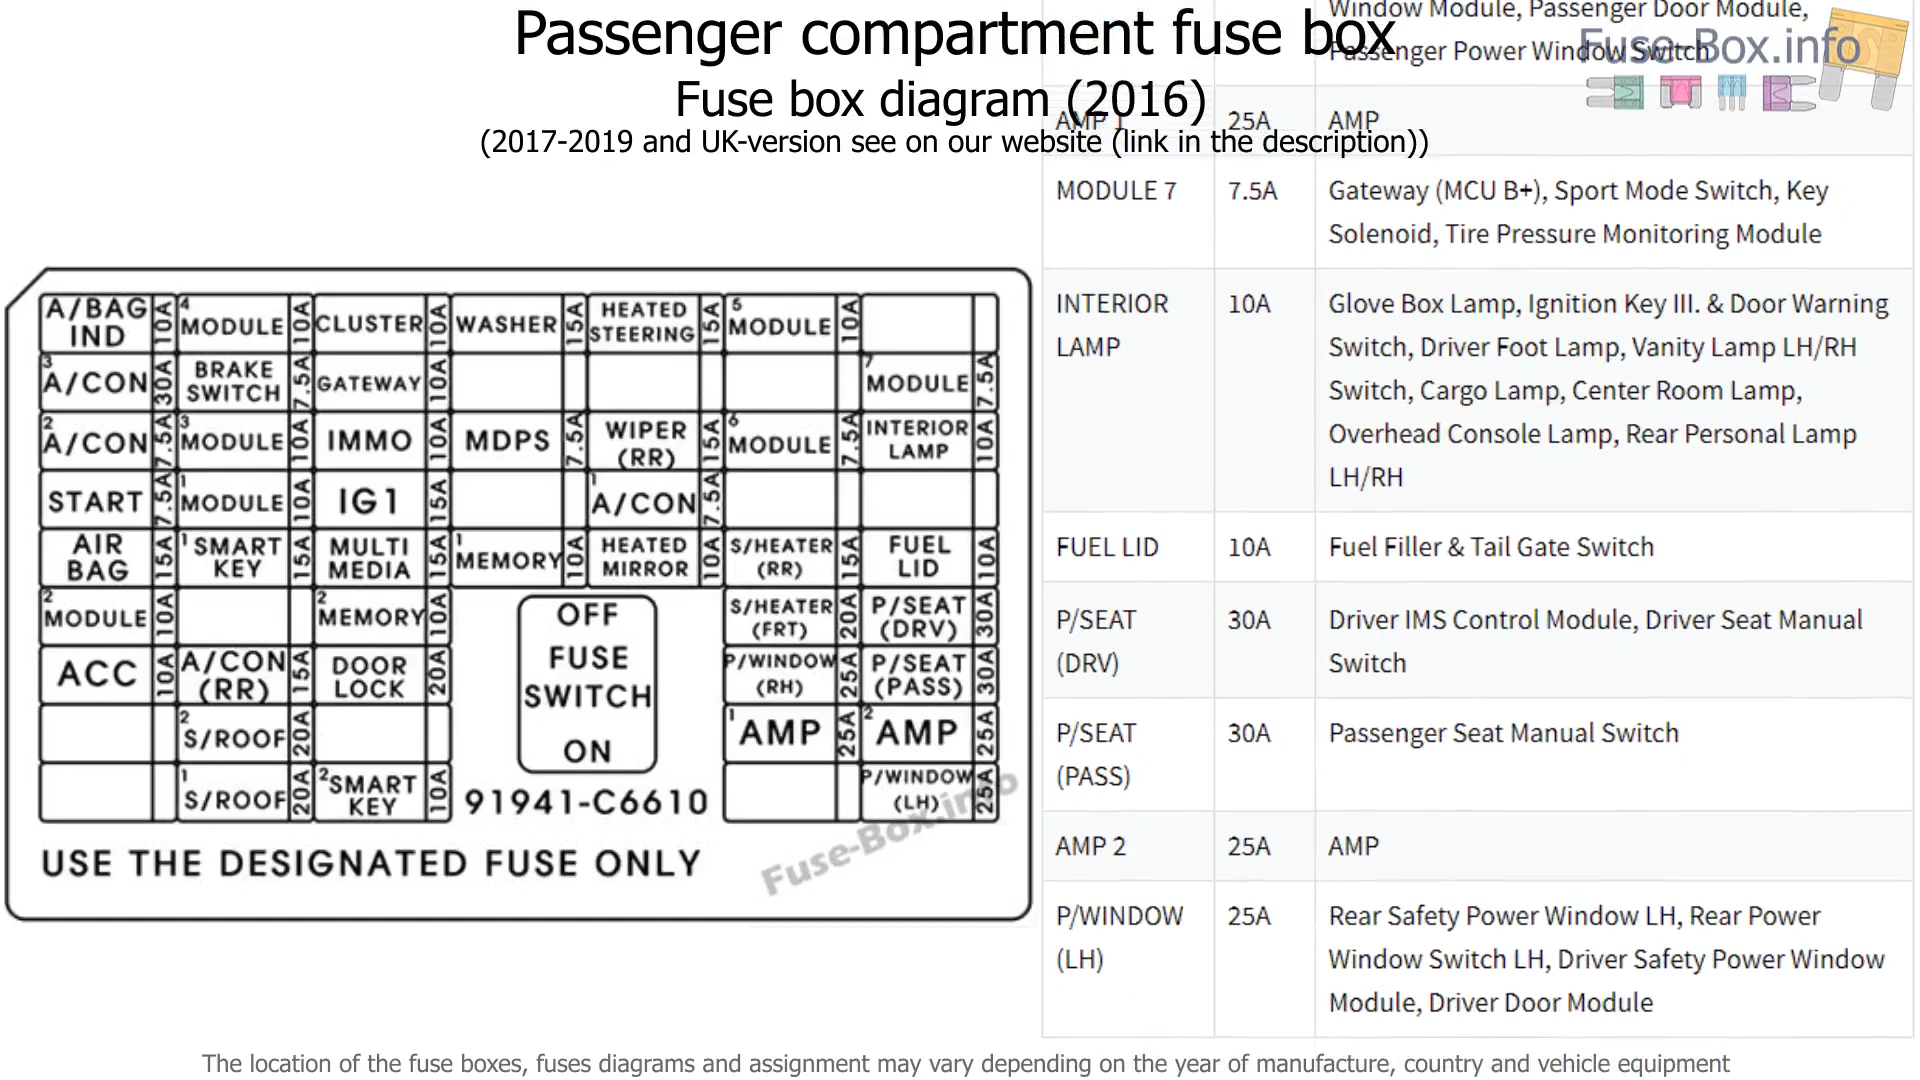 Passenger compartment fuse box
Fuse box diagram (2016)
(2017-2019 and UK-version see on our website (link in the description))
Fuse-Box.info
Window Module, Passenger Door Module,
Passenger Power Window Switch
AMP 1 25A AMP
MODULE 7 7.5A Gateway (MCU B+), Sport Mode Switch, Key
Solenoid, Tire Pressure Monitoring Module
INTERIOR 10A Glove Box Lamp, Ignition Key III. & Door Warning
LAMP Switch, Driver Foot Lamp, Vanity Lamp LH/RH
Switch, Cargo Lamp, Center Room Lamp,
Overhead Console Lamp, Rear Personal Lamp
LH/RH
FUEL LID 10A Fuel Filler & Tail Gate Switch
P/SEAT 30A Driver IMS Control Module, Driver Seat Manual
(DRV) Switch
P/SEAT 30A Passenger Seat Manual Switch
(PASS)
AMP 2 25A AMP
P/WINDOW 25A Rear Safety Power Window LH, Rear Power
(LH) Window Switch LH, Driver Safety Power Window
Module, Driver Door Module
A/BAG IND 10A 4 MODULE 10A CLUSTER 10A WASHER 15A HEATED STEERING 15A 5 MODULE 10A
3 A/CON 30A BRAKE SWITCH 7.5A GATEWAY 10A 7 MODULE 7.5A
2 A/CON 7.5A 3 MODULE 10A IMMO 10A MDPS 7.5A WIPER (RR) 15A 6 MODULE 7.5A INTERIOR LAMP 10A
START 7.5A 1 MODULE 10A IG1 15A 1 A/CON 7.5A
AIR BAG 15A 1 SMART KEY 15A MULTI MEDIA 15A 1 MEMORY 10A HEATED MIRROR 10A S/HEATER (RR) 15A FUEL LID 10A
2 MODULE 10A 2 MEMORY 10A S/HEATER (FRT) 20A P/SEAT (DRV) 30A
ACC 10A A/CON (RR) 15A DOOR LOCK 20A P/WINDOW (RH) 25A P/SEAT (PASS) 30A
2 S/ROOF 20A 1 AMP 25A 2 AMP 25A
1 S/ROOF 20A 2 SMART KEY 10A P/WINDOW (LH) 25A
OFF
FUSE
SWITCH
ON
91941-C6610
USE THE DESIGNATED FUSE ONLY
Fuse-Box.info
The location of the fuse boxes, fuses diagrams and assignment may vary depending on the year of manufacture, country and vehicle equipment